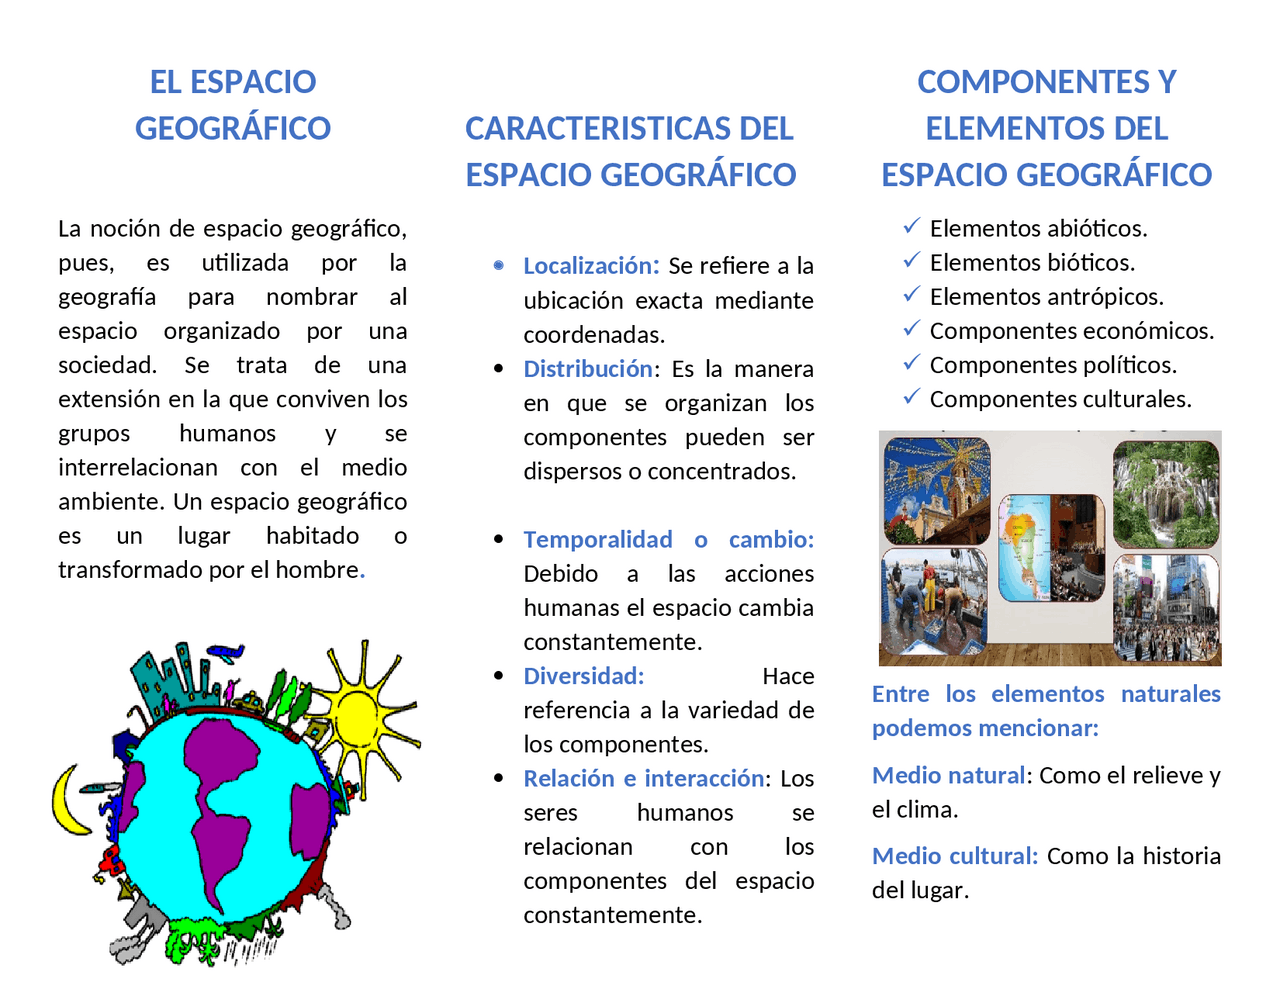 EL ESPACIO
GEOGRÁFICO
La noción de espacio geográfico,
pues, es utilizada por la
geografía para nombrar al
espacio organizado por una
sociedad. Se trata de una
extensión en la que conviven los
grupos humanos y se
interrelacionan con el medio
ambiente. Un espacio geográfico
es un lugar habitado o
transformado por el hombre.
CARACTERISTICAS DEL
ESPACIO GEOGRÁFICO
Localización: Se refiere a la
ubicación exacta mediante
coordenadas.
Distribución: Es la manera
en que se organizan los
componentes pueden ser
dispersos o concentrados.
Temporalidad o cambio:
Debido a las acciones
humanas el espacio cambia
constantemente.
Diversidad: Hace
referencia a la variedad de
los componentes.
Relación e interacción: Los
seres humanos se
relacionan con los
componentes del espacio
constantemente.
COMPONENTES Y
ELEMENTOS DEL
ESPACIO GEOGRÁFICO
✓ Elementos abióticos.
✓ Elementos bióticos.
✓ Elementos antrópicos.
✓ Componentes económicos.
✓ Componentes políticos.
✓ Componentes culturales.
Entre los elementos naturales
podemos mencionar:
Medio natural: Como el relieve y
el clima.
Medio cultural: Como la historia
del lugar.